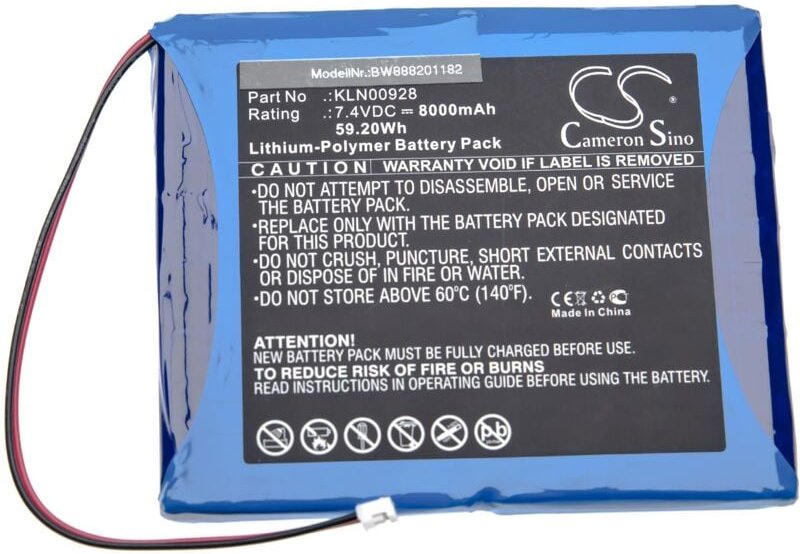 ModellNr.:BW888201182
Part No .:KLN00928
Rating .:7.4VDC ⎓ 8000mAh
59.20Wh
Lithium-Polymer Battery Pack
CS
Cameron Sino
CAUTION WARRANTY VOID IF LABEL IS REMOVED
•DO NOT ATTEMPT TO DISASSEMBLE, OPEN OR SERVICE
THE BATTERY PACK.
•REPLACE ONLY WITH THE BATTERY PACK DESIGNATED
FOR THIS PRODUCT.
•DO NOT CRUSH, PUNCTURE, SHORT EXTERNAL CONTACTS
OR DISPOSE OF IN FIRE OR WATER.
•DO NOT STORE ABOVE 60°C (140°F).
CE
Made In China
ATTENTION!
NEW BATTERY PACK MUST BE FULLY CHARGED BEFORE USING.
TO REDUCE RISK OF FIRE OR BURNS
READ INSTRUCTIONS IN OPERATING GUIDE BEFORE USING THE BATTERY.
Pb